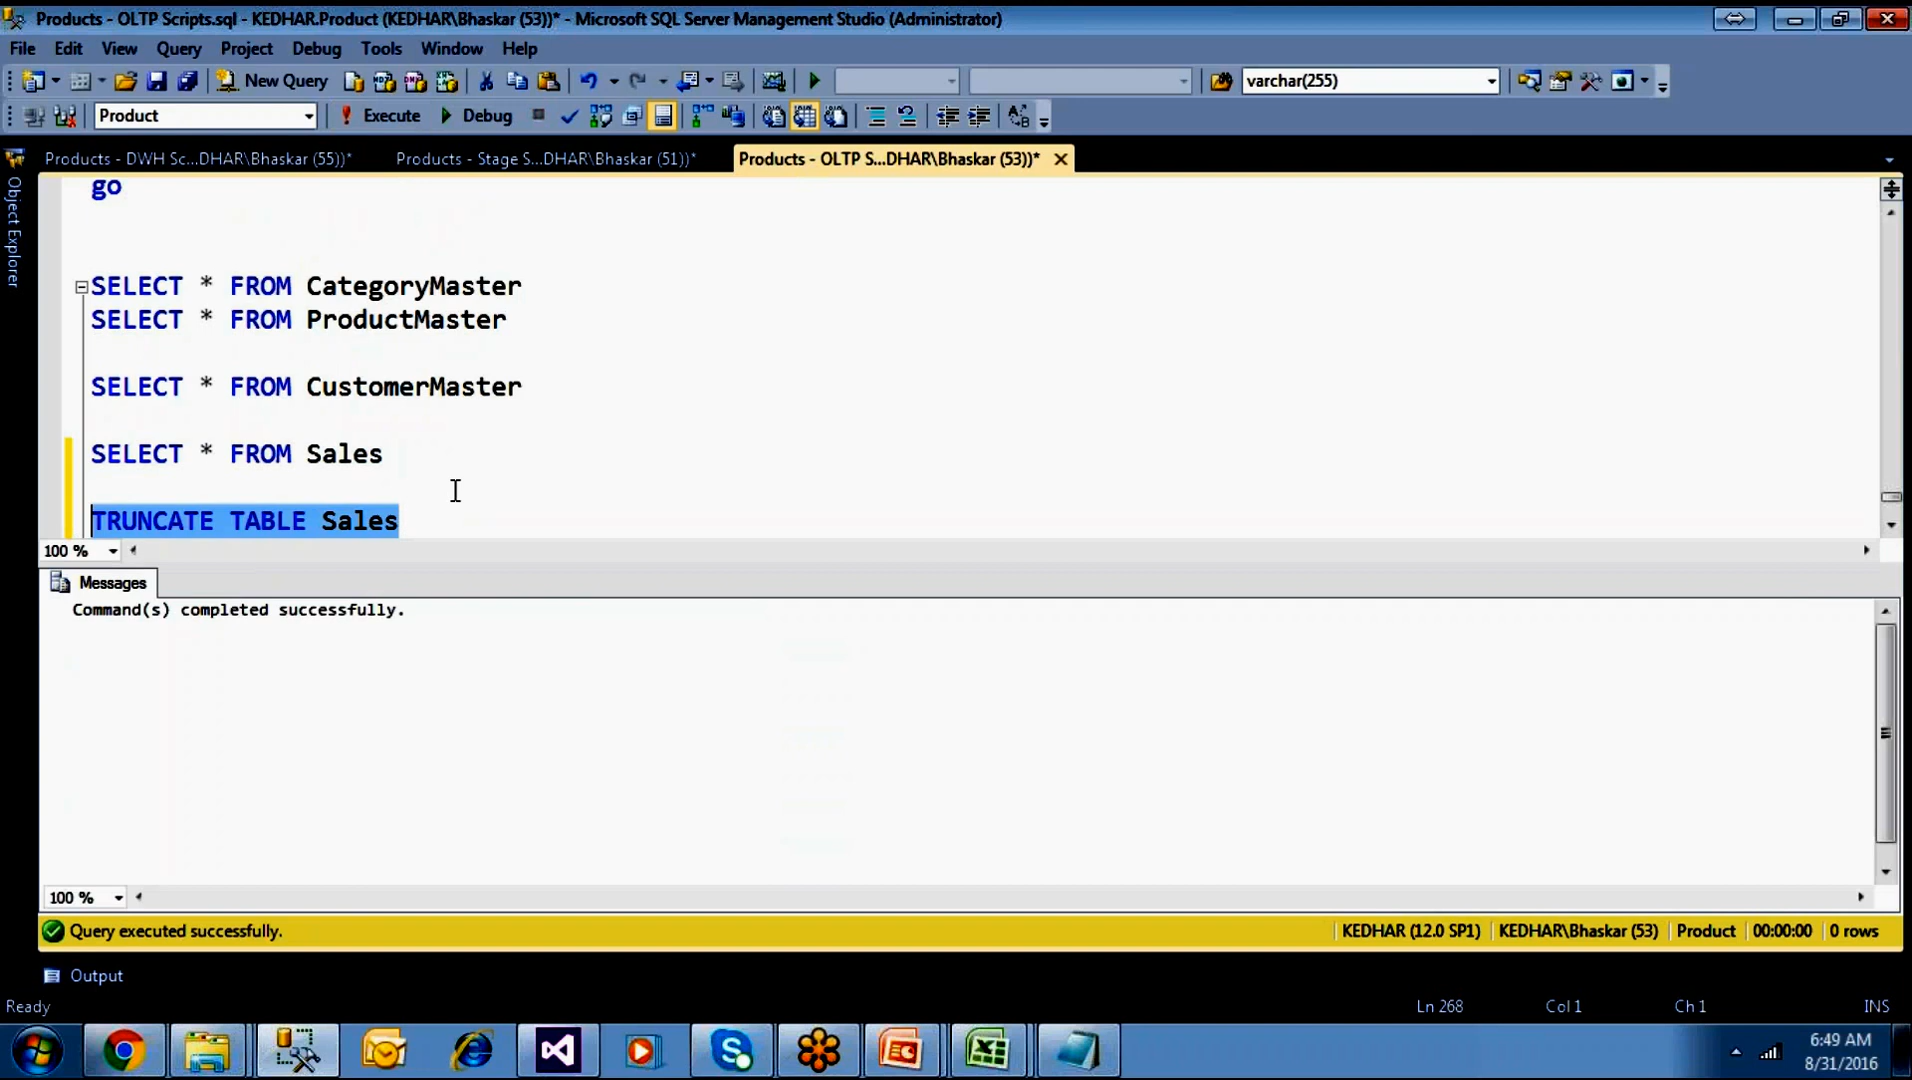 Products - OLTP Scripts.sql - KEDHAR.Product (KEDHAR\Bhaskar (53))* - Microsoft SQL Server Management Studio (Administrator)
File Edit View Query Project Debug Tools Window Help
New Query varchar(255)
Product Execute Debug
Products - DWH Sc...DHAR\Bhaskar (55))* Products - Stage S...DHAR\Bhaskar (51))* Products - OLTP S...DHAR\Bhaskar (53))*
Object Explorer
go
SELECT * FROM CategoryMaster
SELECT * FROM ProductMaster
SELECT * FROM CustomerMaster
SELECT * FROM Sales
TRUNCATE TABLE Sales
100 %
Messages
Command(s) completed successfully.
100 %
Query executed successfully. KEDHAR (12.0 SP1) KEDHAR\Bhaskar (53) Product 00:00:00 0 rows
Output
Ready Ln 268 Col 1 Ch 1 INS
6:49 AM
8/31/2016